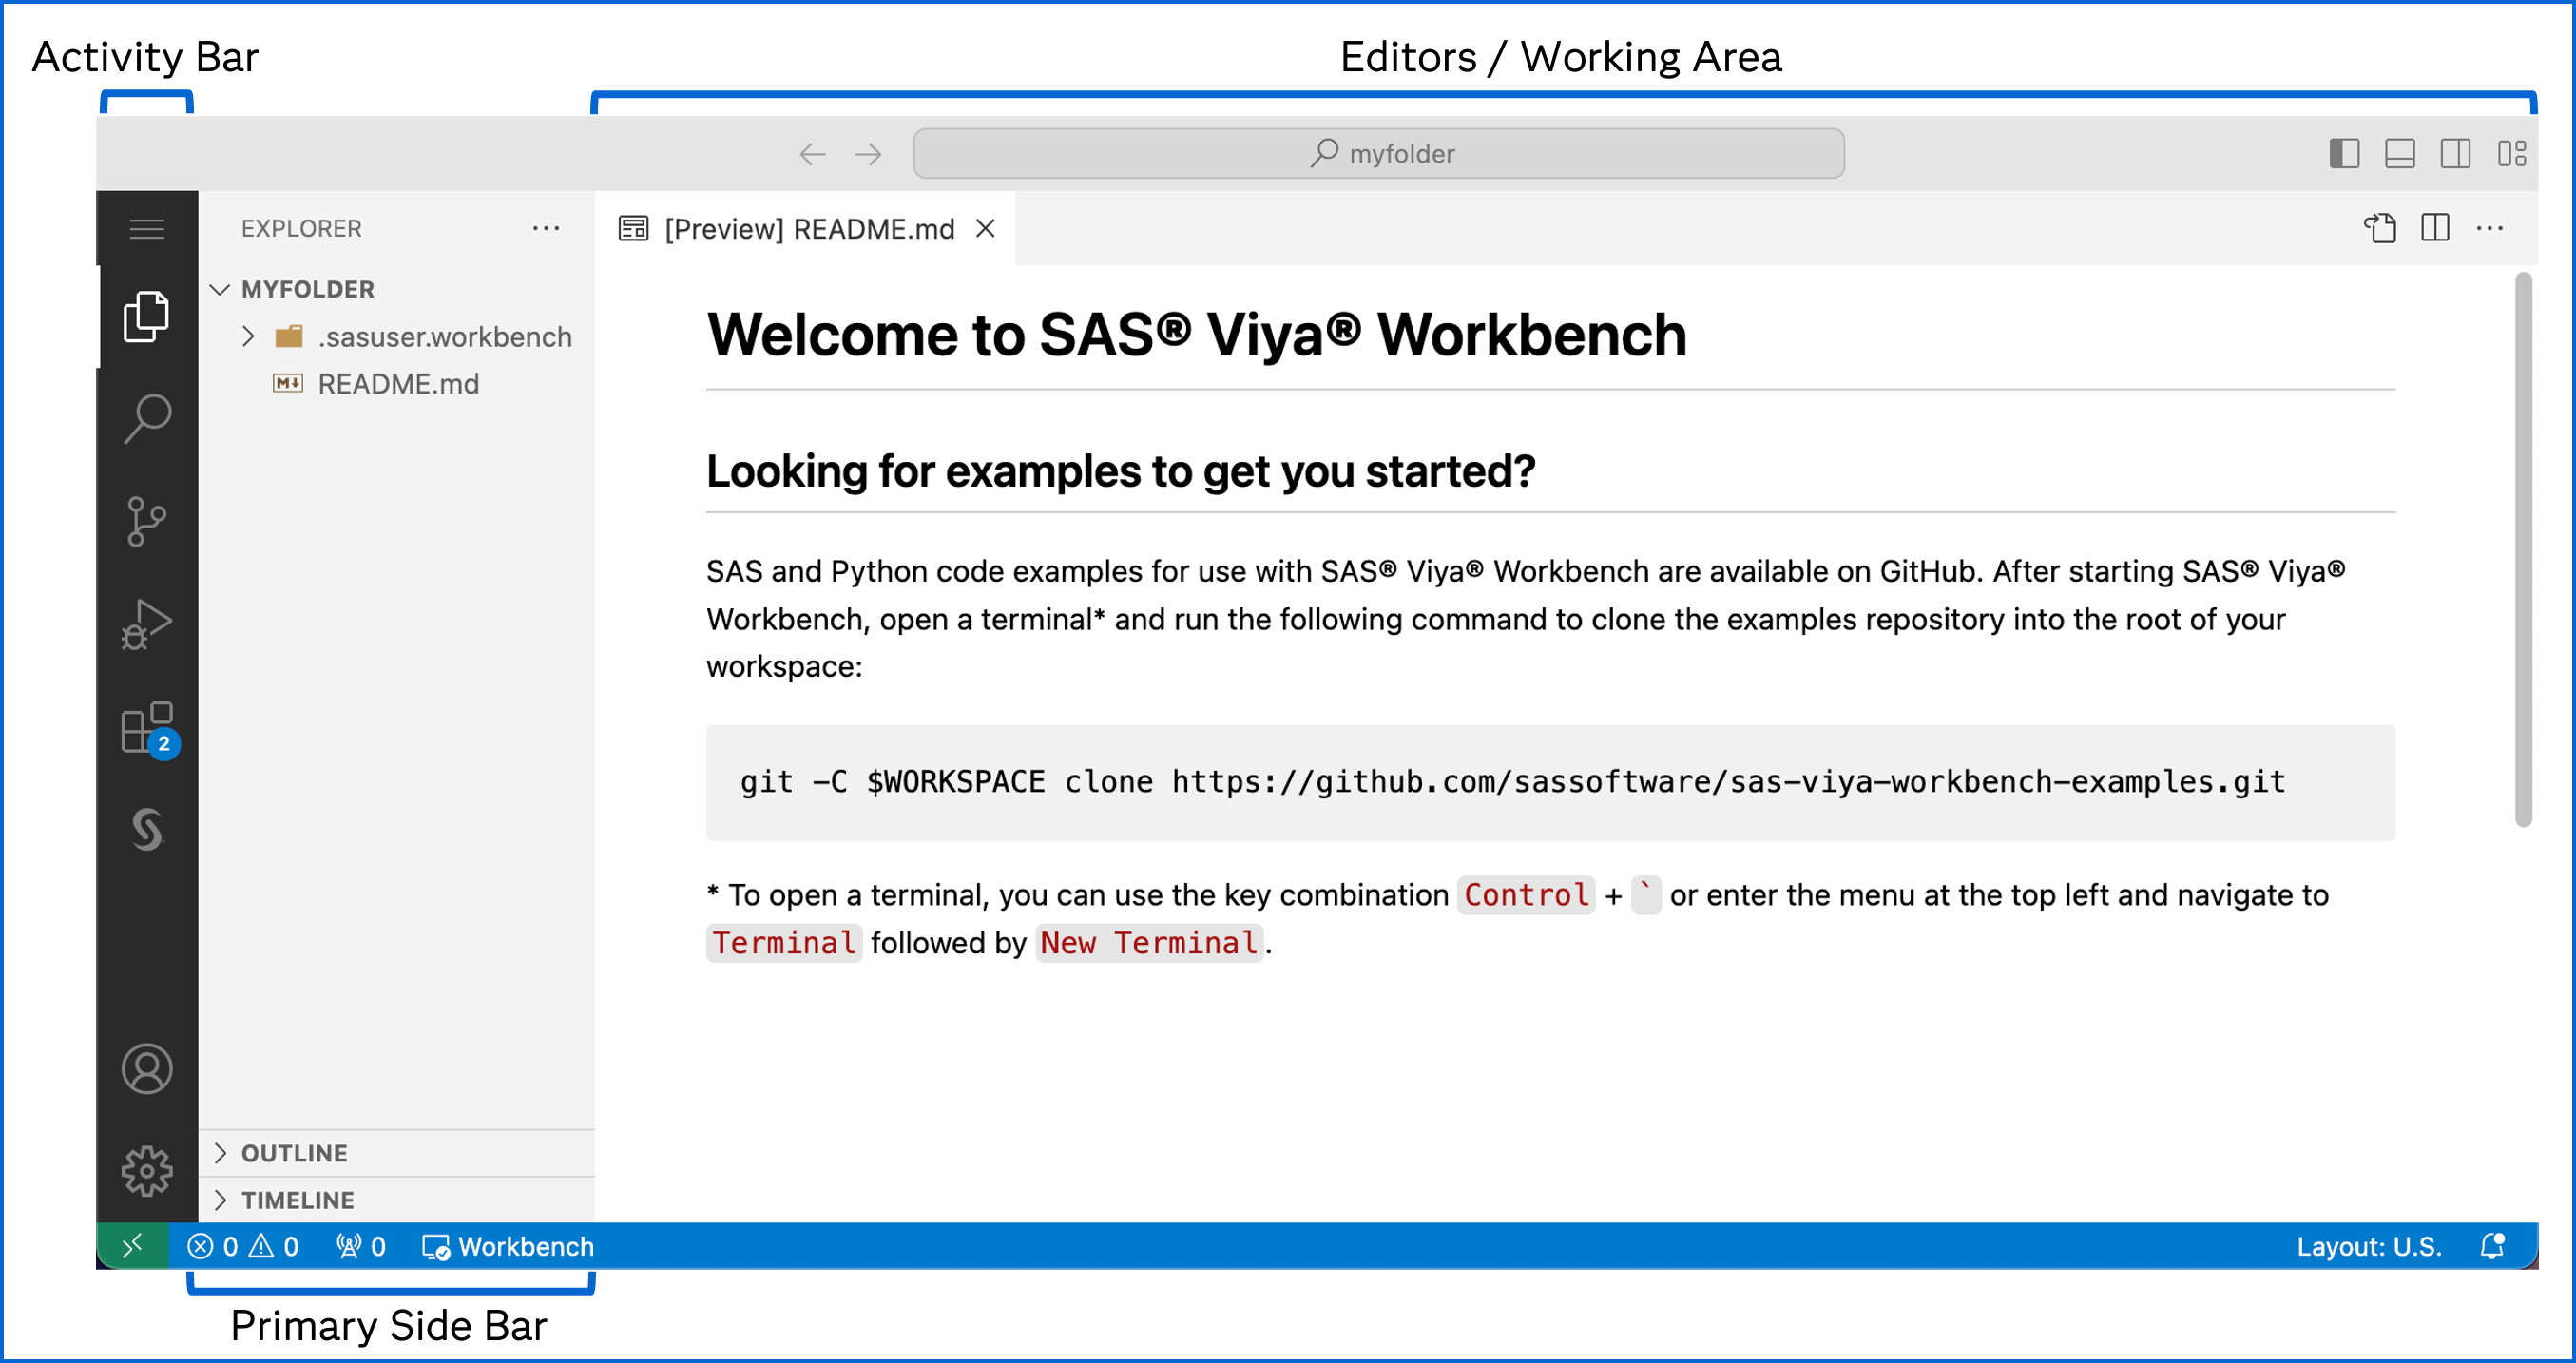 Activity Bar
Editors / Working Area
myfolder
EXPLORER
[Preview] README.md
MYFOLDER
.sasuser.workbench
README.md
Welcome to SAS® Viya® Workbench
Looking for examples to get you started?
SAS and Python code examples for use with SAS® Viya® Workbench are available on GitHub. After starting SAS® Viya®
Workbench, open a terminal* and run the following command to clone the examples repository into the root of your
workspace:
git -C $WORKSPACE clone https://github.com/sassoftware/sas-viya-workbench-examples.git
* To open a terminal, you can use the key combination Control + ` or enter the menu at the top left and navigate to
Terminal followed by New Terminal.
2
OUTLINE
TIMELINE
0 0 0 Workbench
Layout: U.S.
Primary Side Bar